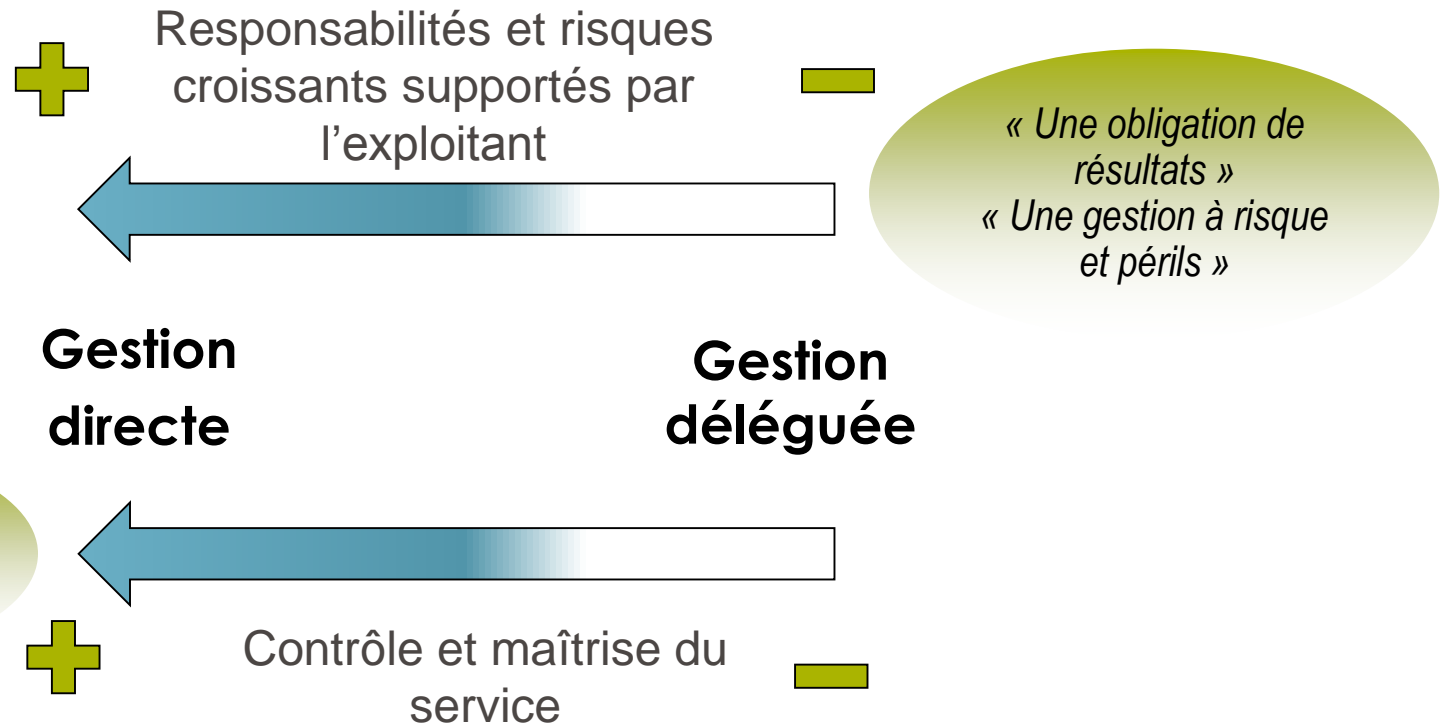 Responsabilités et risques
croissants supportés par
l’exploitant
« Une obligation de
résultats »
« Une gestion à risque
et périls »
Gestion
directe
Gestion
déléguée
Contrôle et maîtrise du
service